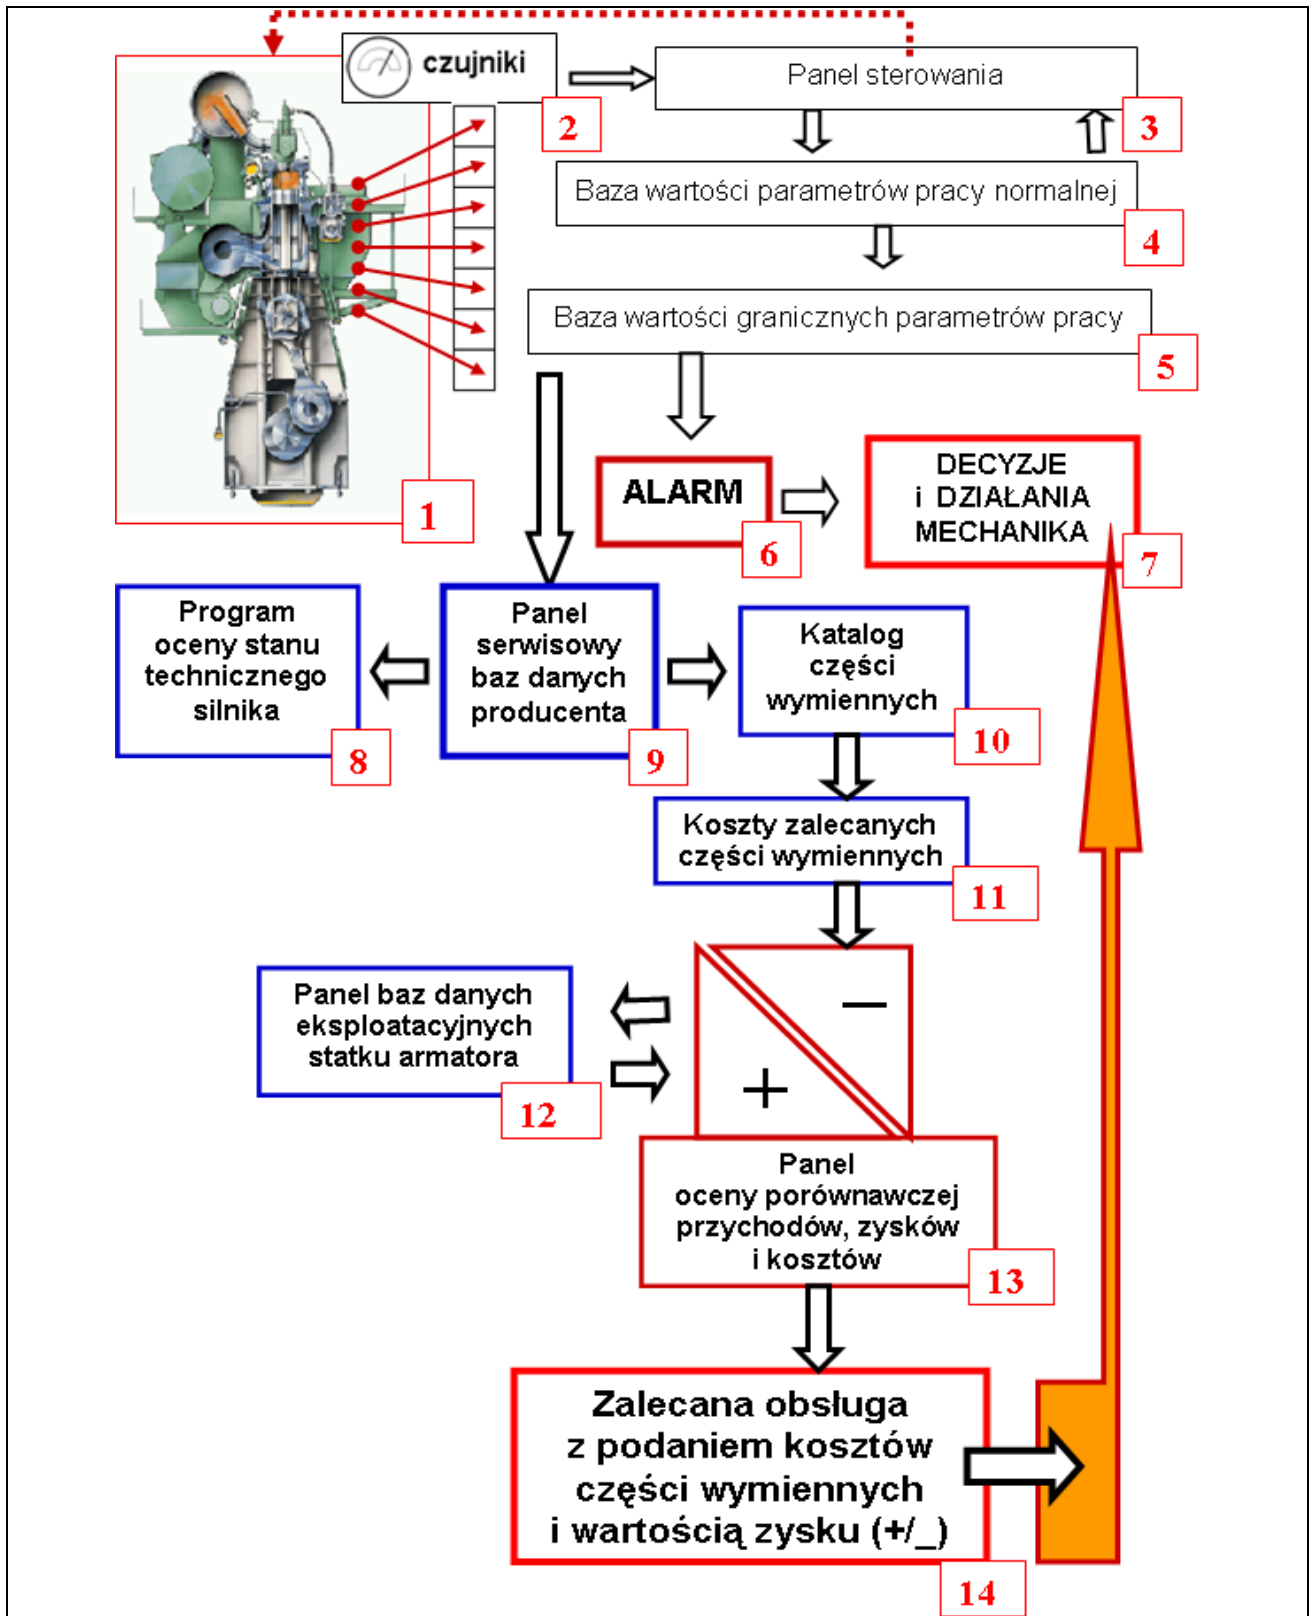 czujniki
2
Panel sterowania
3
Baza wartości parametrów pracy normalnej
4
Baza wartości granicznych parametrów pracy
5
1
ALARM
6
DECYZJE
i DZIAŁANIA
MECHANIKA
7
Program
oceny stanu
technicznego
silnika
8
Panel
serwisowy
baz danych
producenta
9
Katalog
części
wymiennych
10
Koszty zalecanych
części wymiennych
11
Panel baz danych
eksploatacyjnych
statku armatora
12
—
+
Panel
oceny porównawczej
przychodów, zysków
i kosztów
13
Zalecana obsługa
z podaniem kosztów
części wymiennych
i wartością zysku (+/_)
14